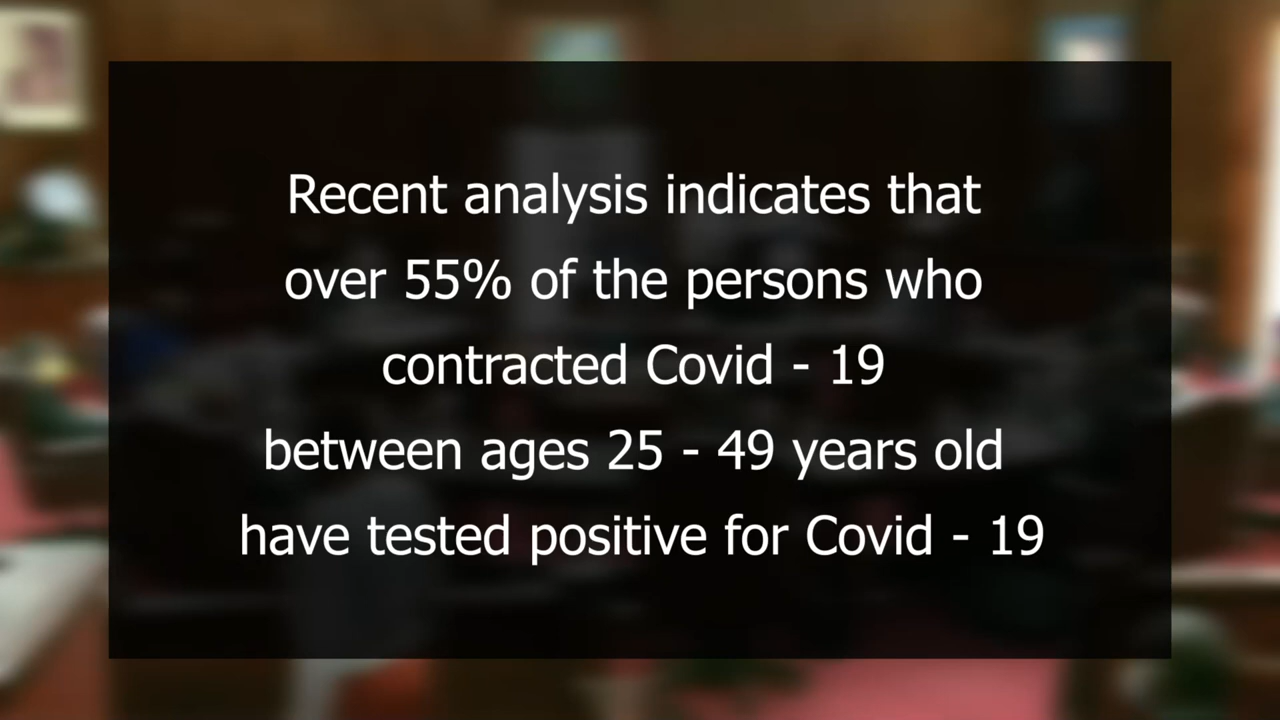 Recent analysis indicates that
over 55% of the persons who
contracted Covid - 19
between ages 25 - 49 years old
have tested positive for Covid - 19